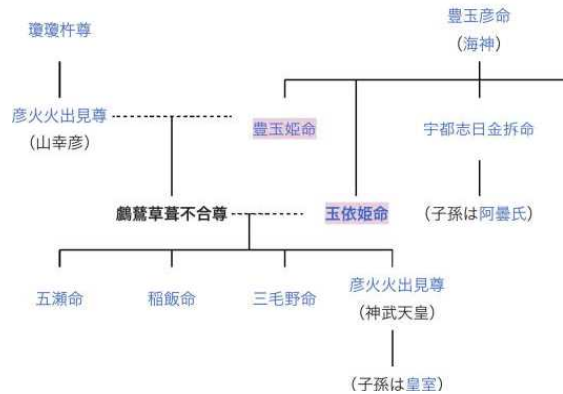 瓊瓊杵尊
豊玉彦命
（海神）
彦火火出見尊
（山幸彦）
豊玉姫命
宇都志日金拆命
鸕鶿草葺不合尊
玉依姫命
（子孫は阿曇氏）
五瀬命
稲飯命
三毛野命
彦火火出見尊
（神武天皇）
（子孫は皇室）